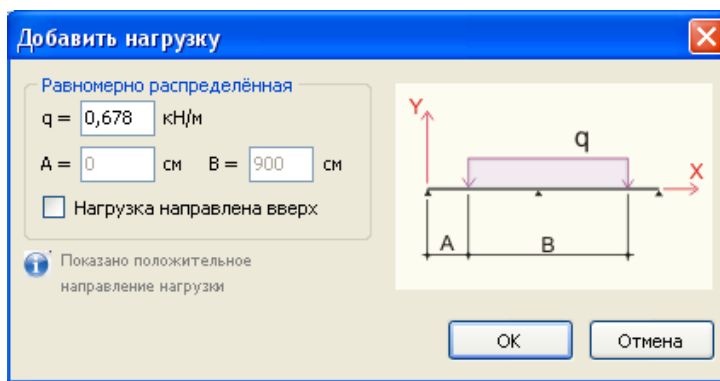 Добавить нагрузку
Равномерно распределённая
q = 0,678 кН/м
A = 0 см B = 900 см
Нагрузка направлена вверх
Показано положительное
направление нагрузки
Y
q
X
A B
OK Отмена